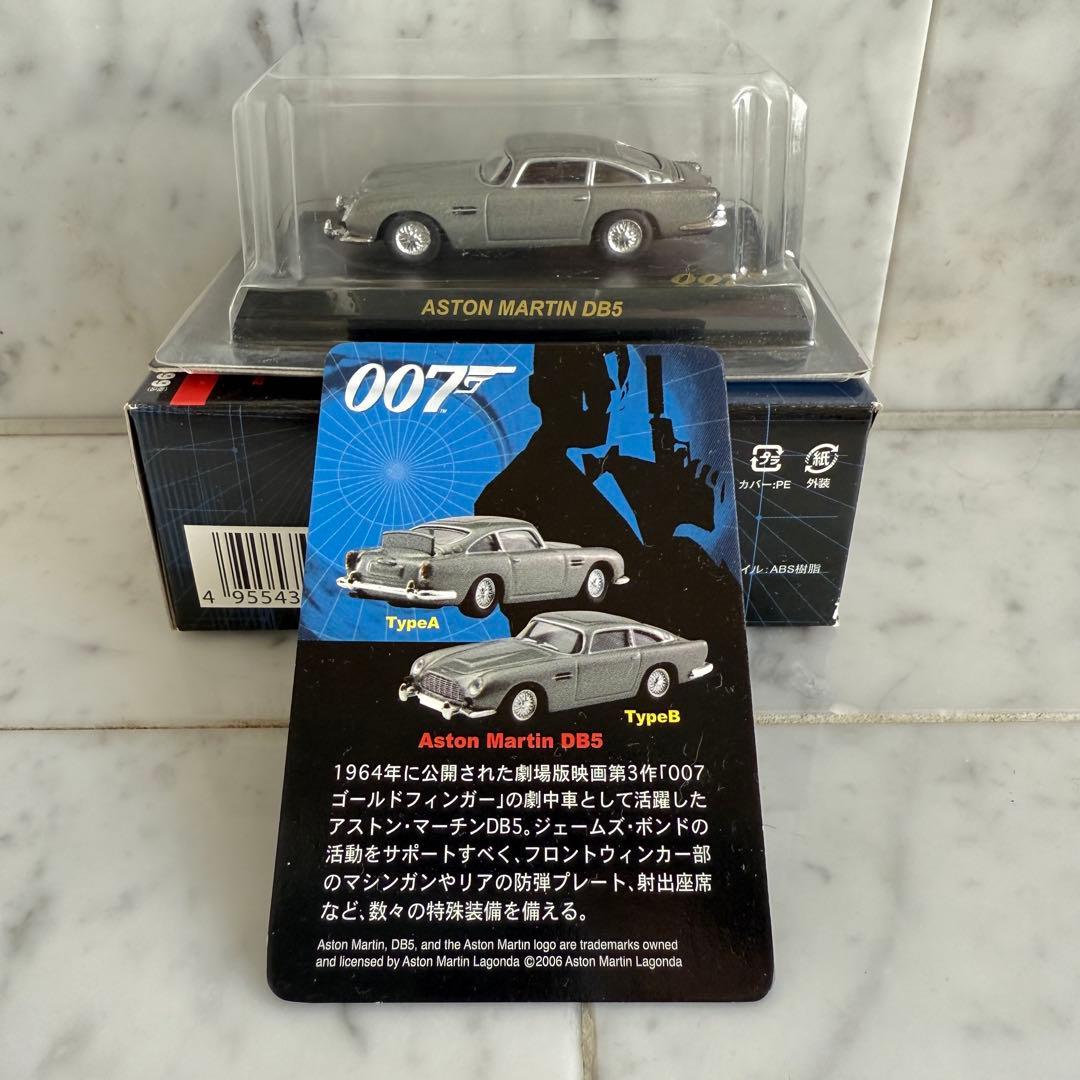 007
ASTON MARTIN DB5
99
カバー:PE
紙
外装
イル:ABS樹脂
4 95543
007
TM
TypeA
TypeB
Aston Martin DB5
1964年に公開された劇場版映画第3作「007
ゴールドフィンガー」の劇中車として活躍した
アストン・マーチンDB5。ジェームズ・ボンドの
活動をサポートすべく、フロントウィンカー部
のマシンガンやリアの防弾プレート、射出座席
など、数々の特殊装備を備える。
Aston Martin, DB5, and the Aston Martin logo are trademarks owned
and licensed by Aston Martin Lagonda ©2006 Aston Martin Lagonda